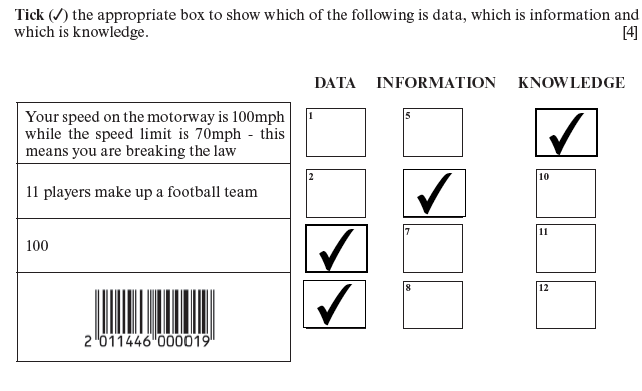 Tick (✓) the appropriate box to show which of the following is data, which is information and
which is knowledge. [4]
DATA INFORMATION KNOWLEDGE
Your speed on the motorway is 100mph
while the speed limit is 70mph - this
means you are breaking the law
1 5
11 players make up a football team
2 10
100
7 11
8 12
2 011446 000019